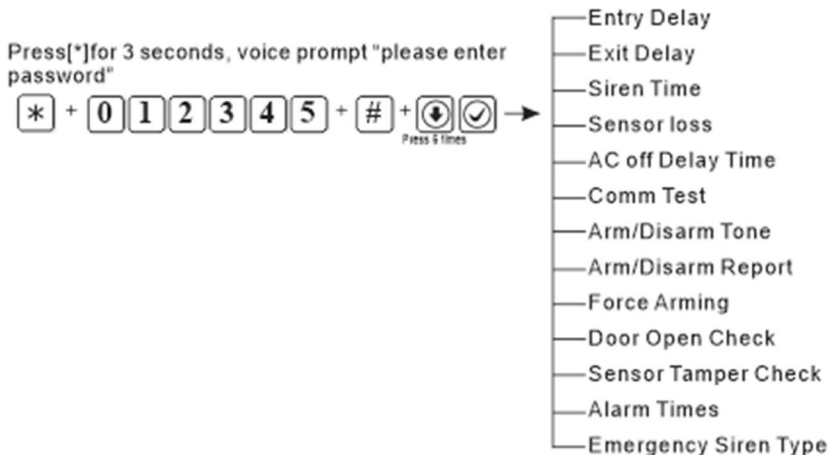 Press[*]for 3 seconds, voice prompt "please enter
password"
* + 0 1 2 3 4 5 + # +
Press 6 times
Entry Delay
Exit Delay
Siren Time
Sensor loss
AC off Delay Time
Comm Test
Arm/Disarm Tone
Arm/Disarm Report
Force Arming
Door Open Check
Sensor Tamper Check
Alarm Times
Emergency Siren Type